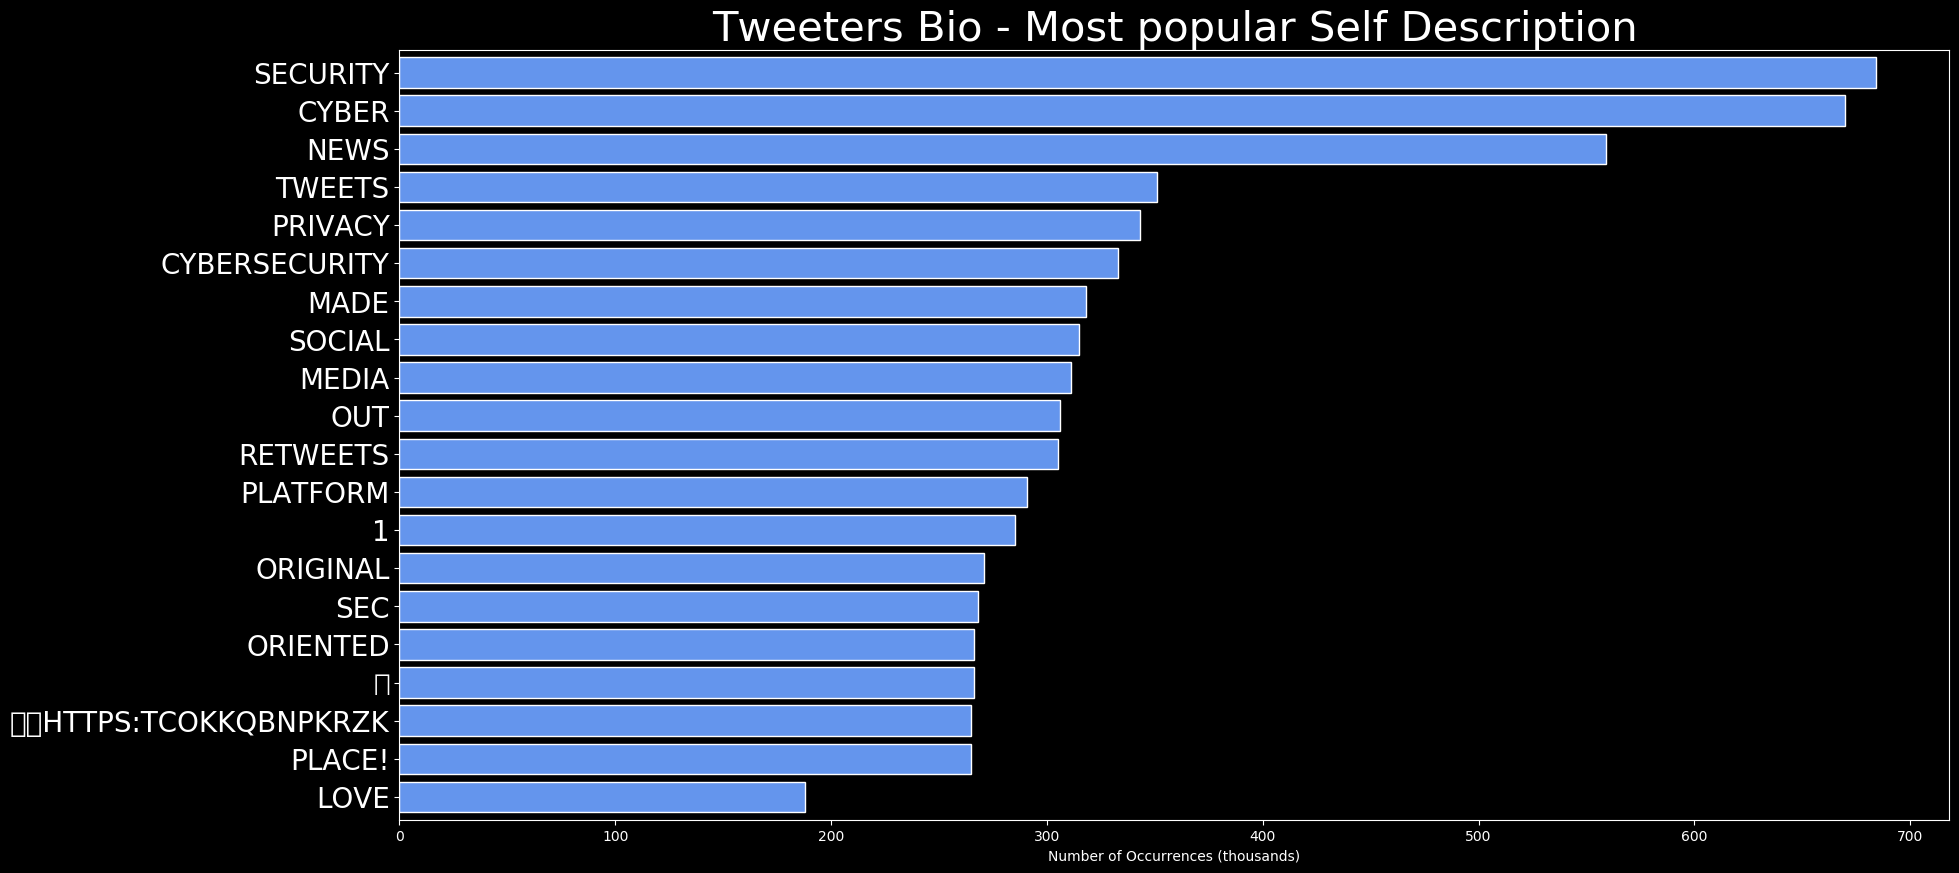 Tweeters Bio - Most popular Self Description
SECURITY
CYBER
NEWS
TWEETS
PRIVACY
CYBERSECURITY
MADE
SOCIAL
MEDIA
OUT
RETWEETS
PLATFORM
1
ORIGINAL
SEC
ORIENTED
▯
▯▯HTTPS:TCOKKQBNPKRZK
PLACE!
LOVE
0 100 200 300 400 500 600 700
Number of Occurrences (thousands)